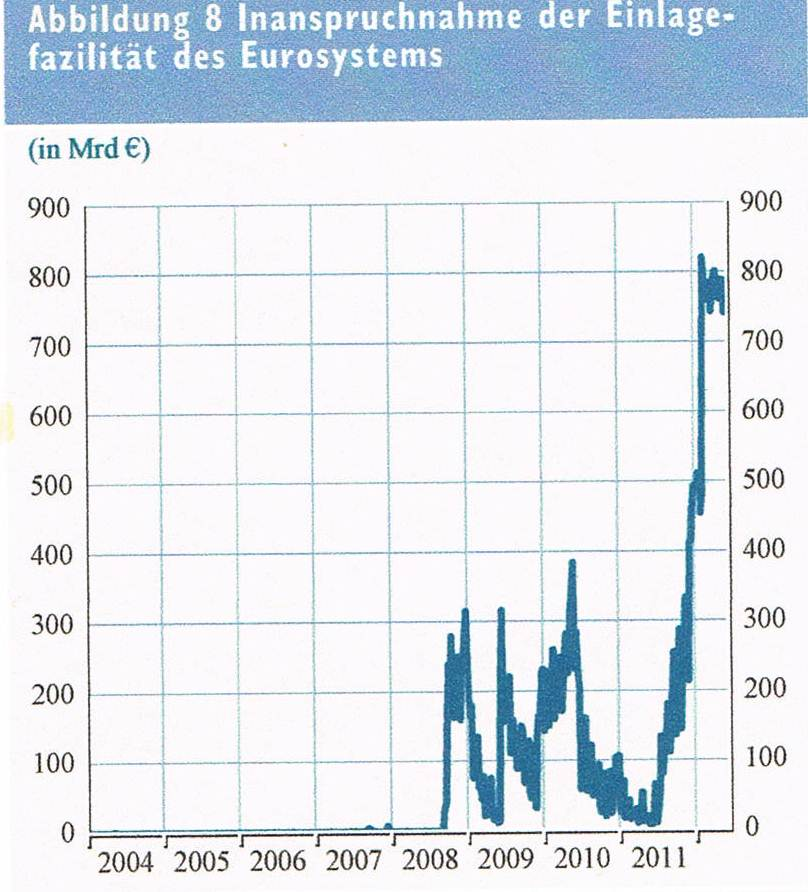 Abbildung 8 Inanspruchnahme der Einlage-
fazilität des Eurosystems
(in Mrd €)
900 900
800 800
700 700
600 600
500 500
400 400
300 300
200 200
100 100
0 0
2004 2005 2006 2007 2008 2009 2010 2011